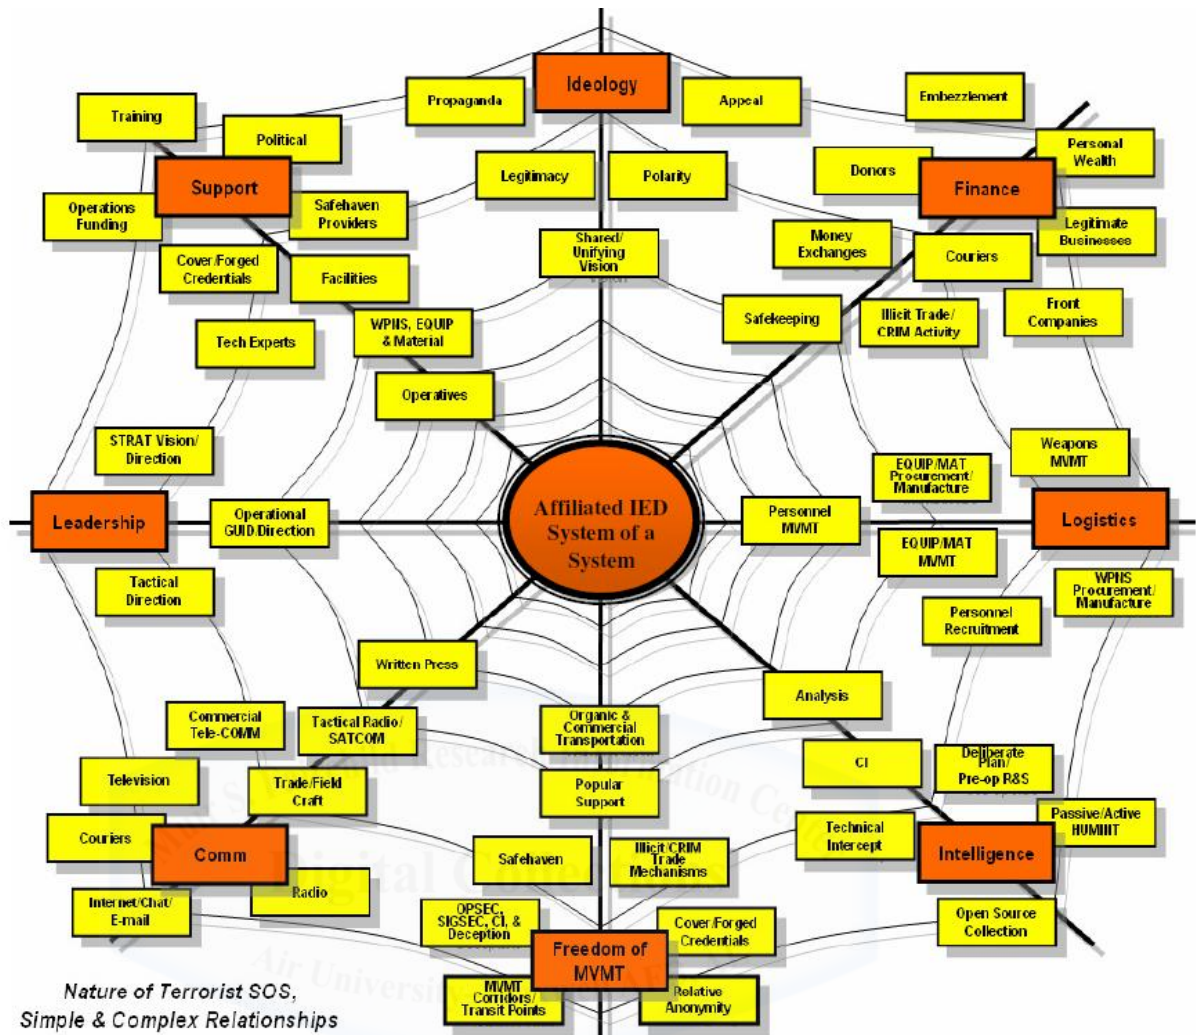 Ideology
Propaganda
Appeal
Embezzlement
Training
Political
Personal
Wealth
Legitimacy
Polarity
Donors
Support
Finance
Operations
Funding
Safehaven
Providers
Shared/
Unifying
Vision
Money
Exchanges
Legitimate
Businesses
Cover/Forged
Credentials
Facilities
Couriers
WPNS, EQUIP
& Material
Safekeeping
Illicit Trade/
CRIM Activity
Front
Companies
Tech Experts
Operatives
STRAT Vision/
Direction
Weapons
MVMT
EQUIP/MAT
Procurement/
Manufacture
Leadership
Operational
GUID/Direction
Affiliated IED
System of a
System
Personnel
MVMT
Logistics
EQUIP/MAT
MVMT
Tactical
Direction
WPNS
Procurement/
Manufacture
Personnel
Recruitment
Written Press
Analysis
Commercial
Tele-COMM
Tactical Radio/
SATCOM
Organic &
Commercial
Transportation
Television
Trade/Field
Craft
Popular
Support
CI
Deliberate
Plan/
Pre-op R&S
Couriers
Comm
Safehaven
Illicit/CRIM
Trade
Mechanisms
Technical
Intercept
Passive/Active
HUMINT
Intelligence
Internet/Chat/
E-mail
Radio
OPSEC,
SIGSEC, CI, &
Deception
Freedom of
MVMT
Cover/Forged
Credentials
Open Source
Collection
MVMT
Corridors/
Transit Points
Relative
Anonymity
Nature of Terrorist SOS,
Simple & Complex Relationships
Digital Collections
Air University